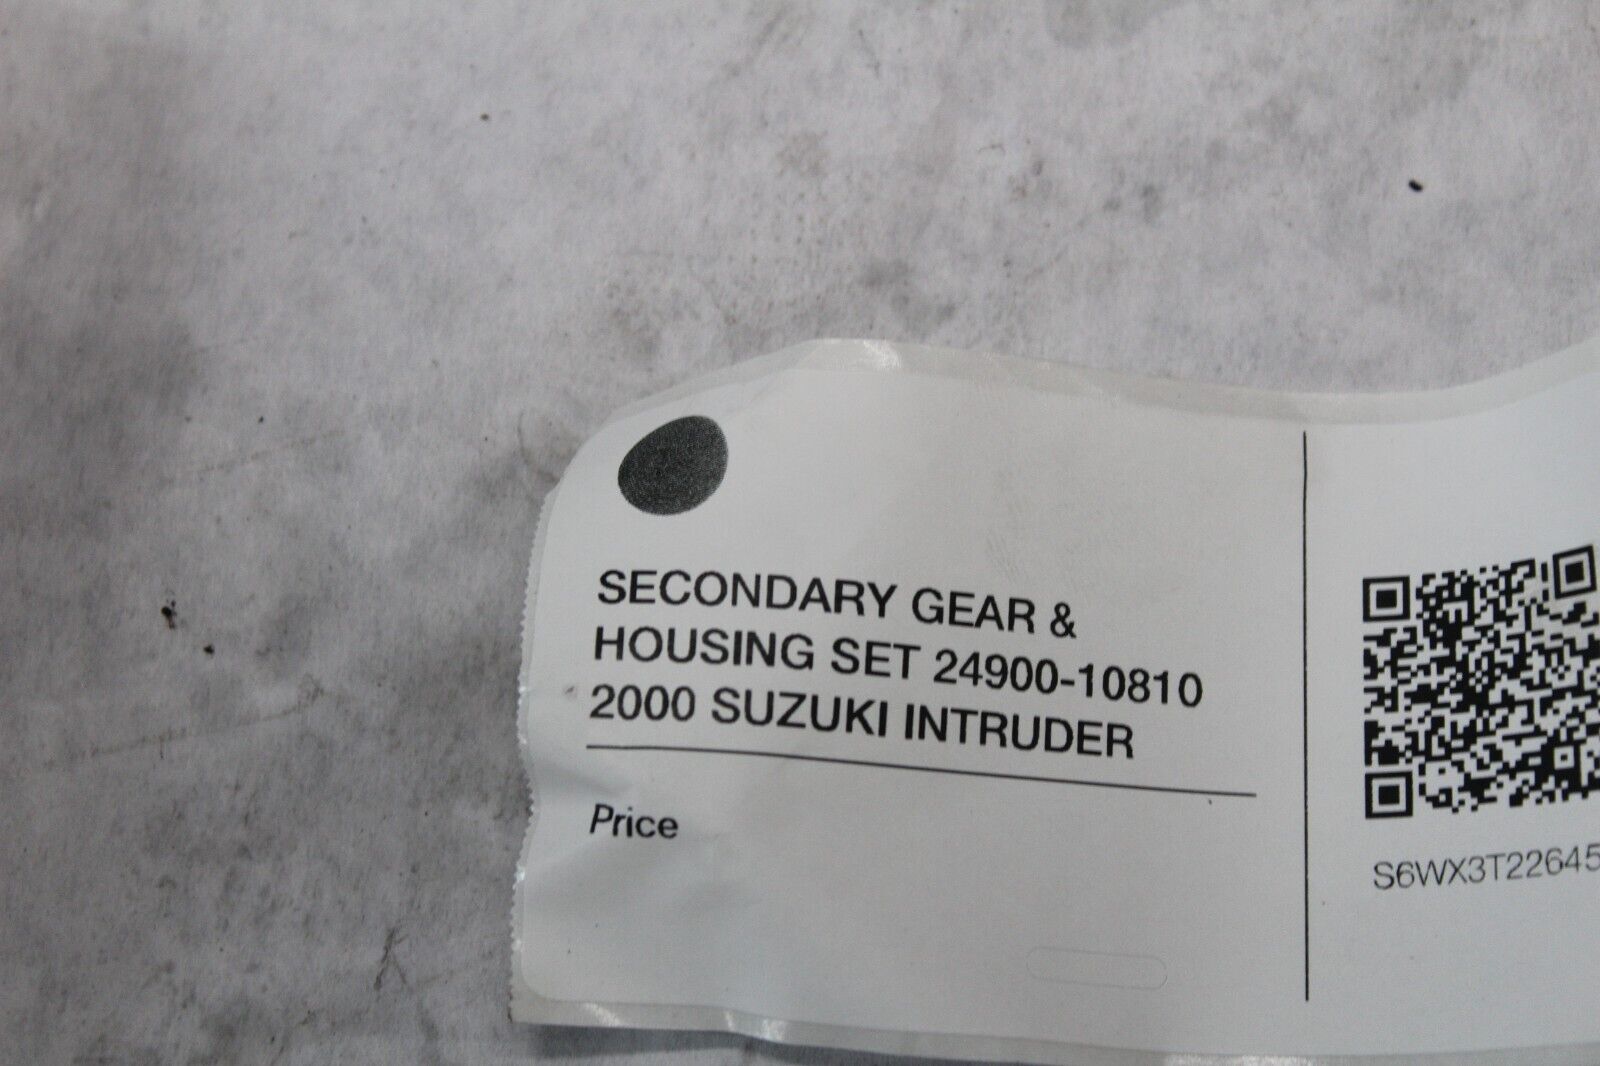 SECONDARY GEAR &
HOUSING SET 24900-10810
2000 SUZUKI INTRUDER
Price
S6WX3T22645